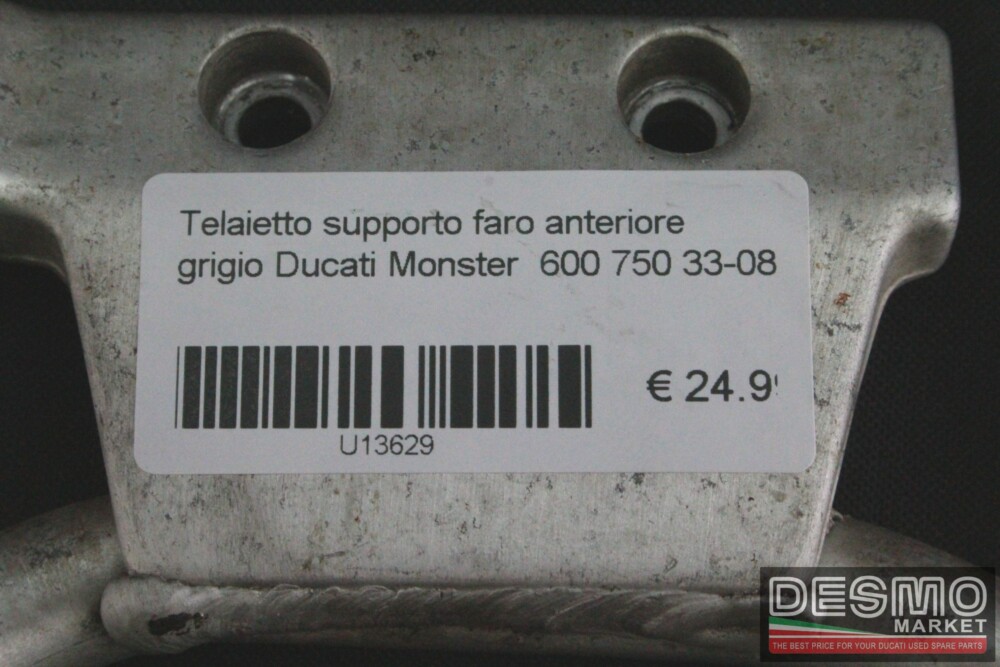 Telaietto supporto faro anteriore
grigio Ducati Monster 600 750 33-08
€ 24.9
U13629
DESMO
MARKET
THE BEST PRICE FOR YOUR DUCATI USED SPARE PARTS